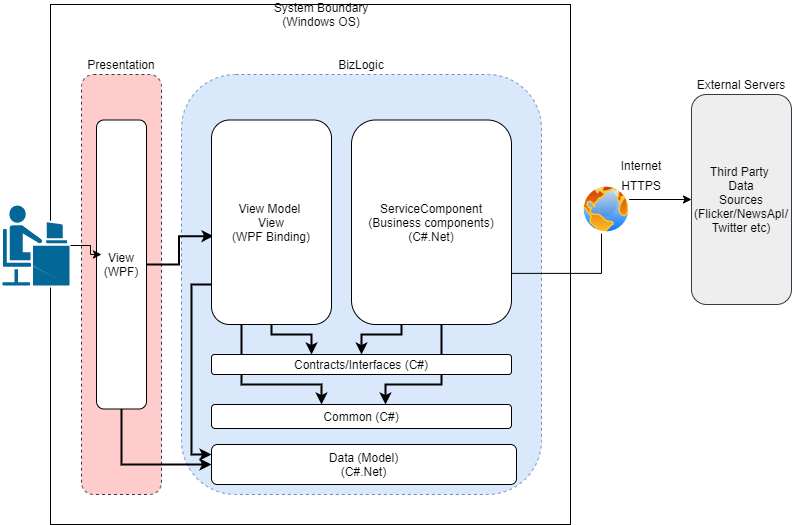 System Boundary
(Windows OS)
Presentation
BizLogic
External Servers
View Model
View
(WPF Binding)
ServiceComponent
(Business components)
(C#.Net)
Internet
HTTPS
Third Party
Data
Sources
(Flicker/NewsApI/
Twitter etc)
View
(WPF)
Contracts/Interfaces (C#)
Common (C#)
Data (Model)
(C#.Net)